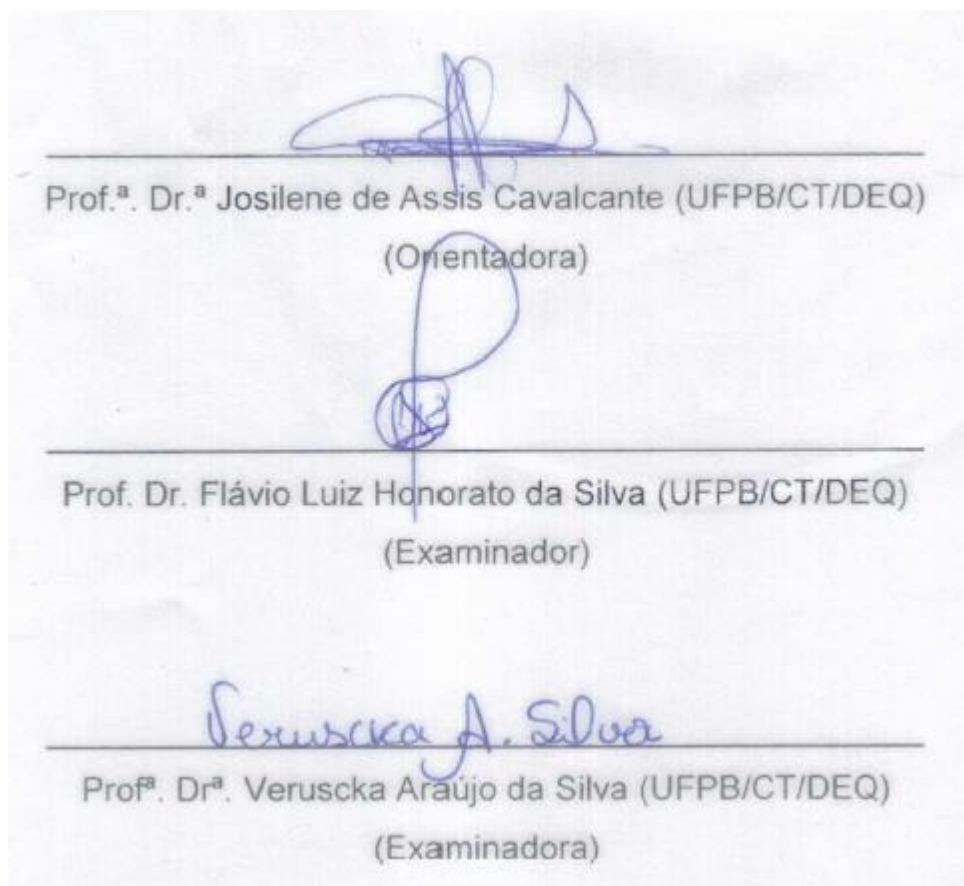 Prof.ª. Dr.ª Josilene de Assis Cavalcante (UFPB/CT/DEQ)
(Orientadora)
Prof. Dr. Flávio Luiz Honorato da Silva (UFPB/CT/DEQ)
(Examinador)
Veruscka A. Silva
Profª. Drª. Veruscka Araújo da Silva (UFPB/CT/DEQ)
(Examinadora)